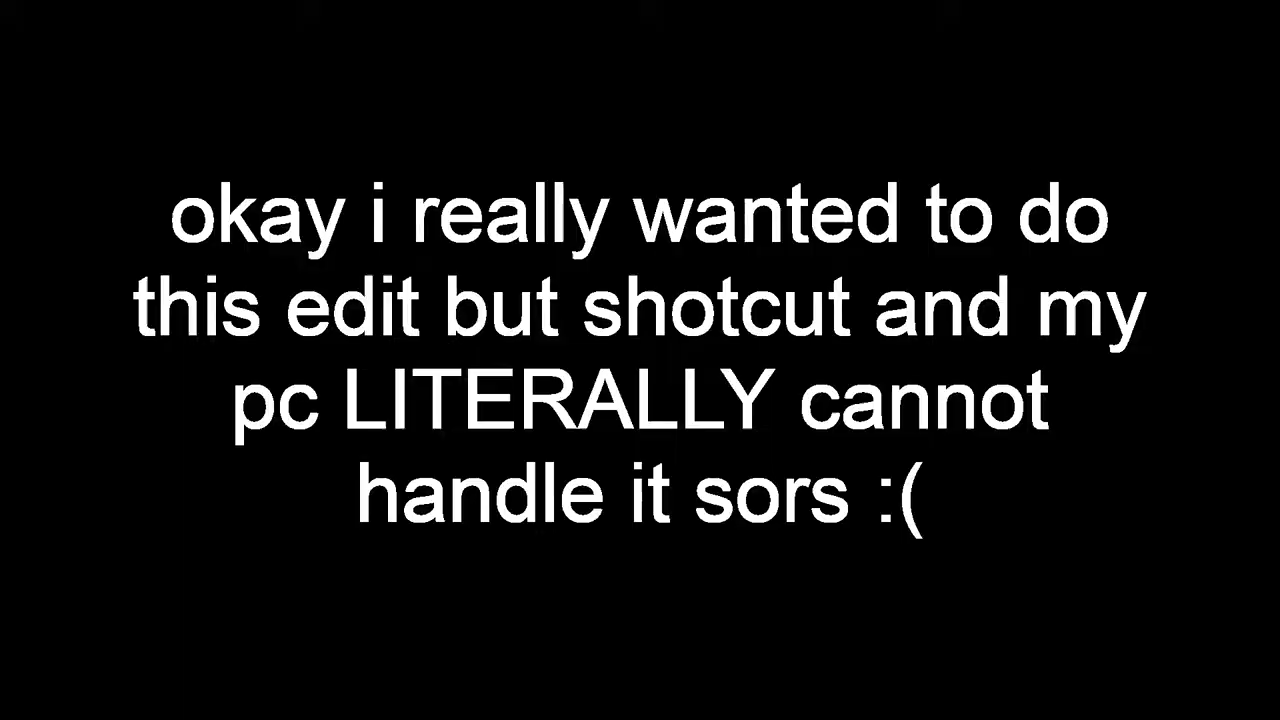 okay i really wanted to do
this edit but shotcut and my
pc LITERALLY cannot
handle it sors :(